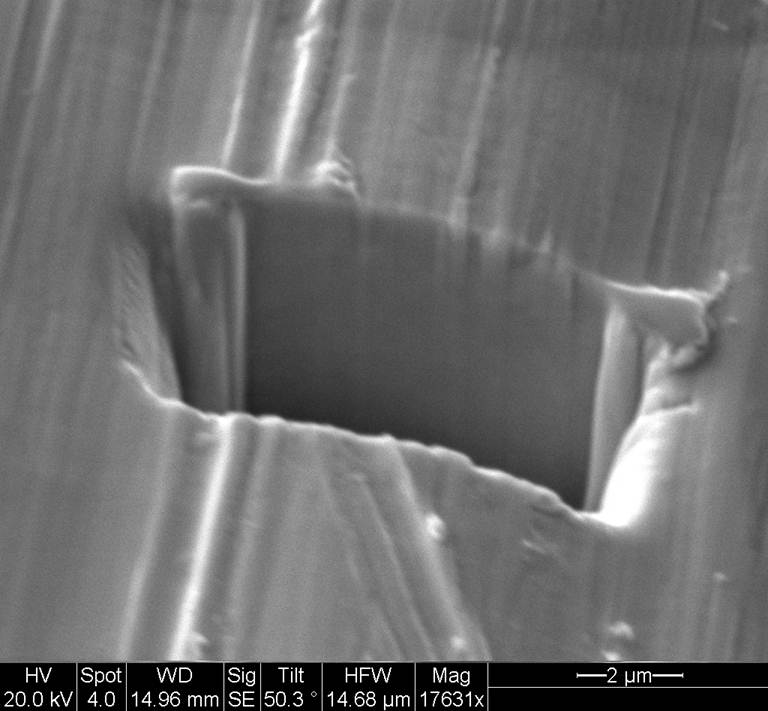 HV Spot WD Sig Tilt HFW Mag
20.0 kV 4.0 14.96 mm SE 50.3 ° 14.68 µm 17631x
2 µm